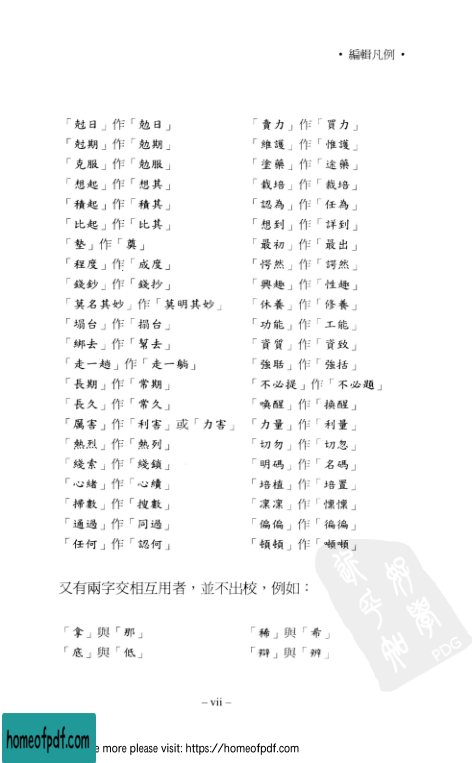 • 編輯凡例 •
「尅日」作「勉日」
「尅期」作「勉期」
「克服」作「勉服」
「想起」作「想其」
「積起」作「積其」
「比起」作「比其」
「墊」作「奠」
「程度」作「成度」
「錢鈔」作「錢抄」
「莫名其妙」作「莫明其妙」
「塌台」作「搨台」
「綁去」作「幫去」
「走一趟」作「走一躺」
「長期」作「常期」
「長久」作「常久」
「厲害」作「利害」或「力害」
「熱烈」作「熱列」
「綫索」作「綫鎖」
「心緒」作「心續」
「掃數」作「搜數」
「通過」作「同過」
「任何」作「認何」
「賣力」作「買力」
「維護」作「惟護」
「塗藥」作「途藥」
「栽培」作「裁培」
「認為」作「任為」
「想到」作「詳到」
「最初」作「最出」
「愕然」作「諤然」
「興趣」作「性趣」
「休養」作「修養」
「功能」作「工能」
「資質」作「資致」
「強聒」作「強括」
「不必提」作「不必題」
「喚醒」作「換醒」
「力量」作「利量」
「切勿」作「切忽」
「明碼」作「名碼」
「培植」作「培置」
「凜凜」作「懍懍」
「偏偏」作「徧徧」
「頓頓」作「頓」
又有兩字交相互用者，並不出校，例如：
「拿」與「那」
「底」與「低」
「稀」與「希」
「辯」與「辨」
PDG
– vii –
homeofpdf.com
e more please visit: https://homeofpdf.com